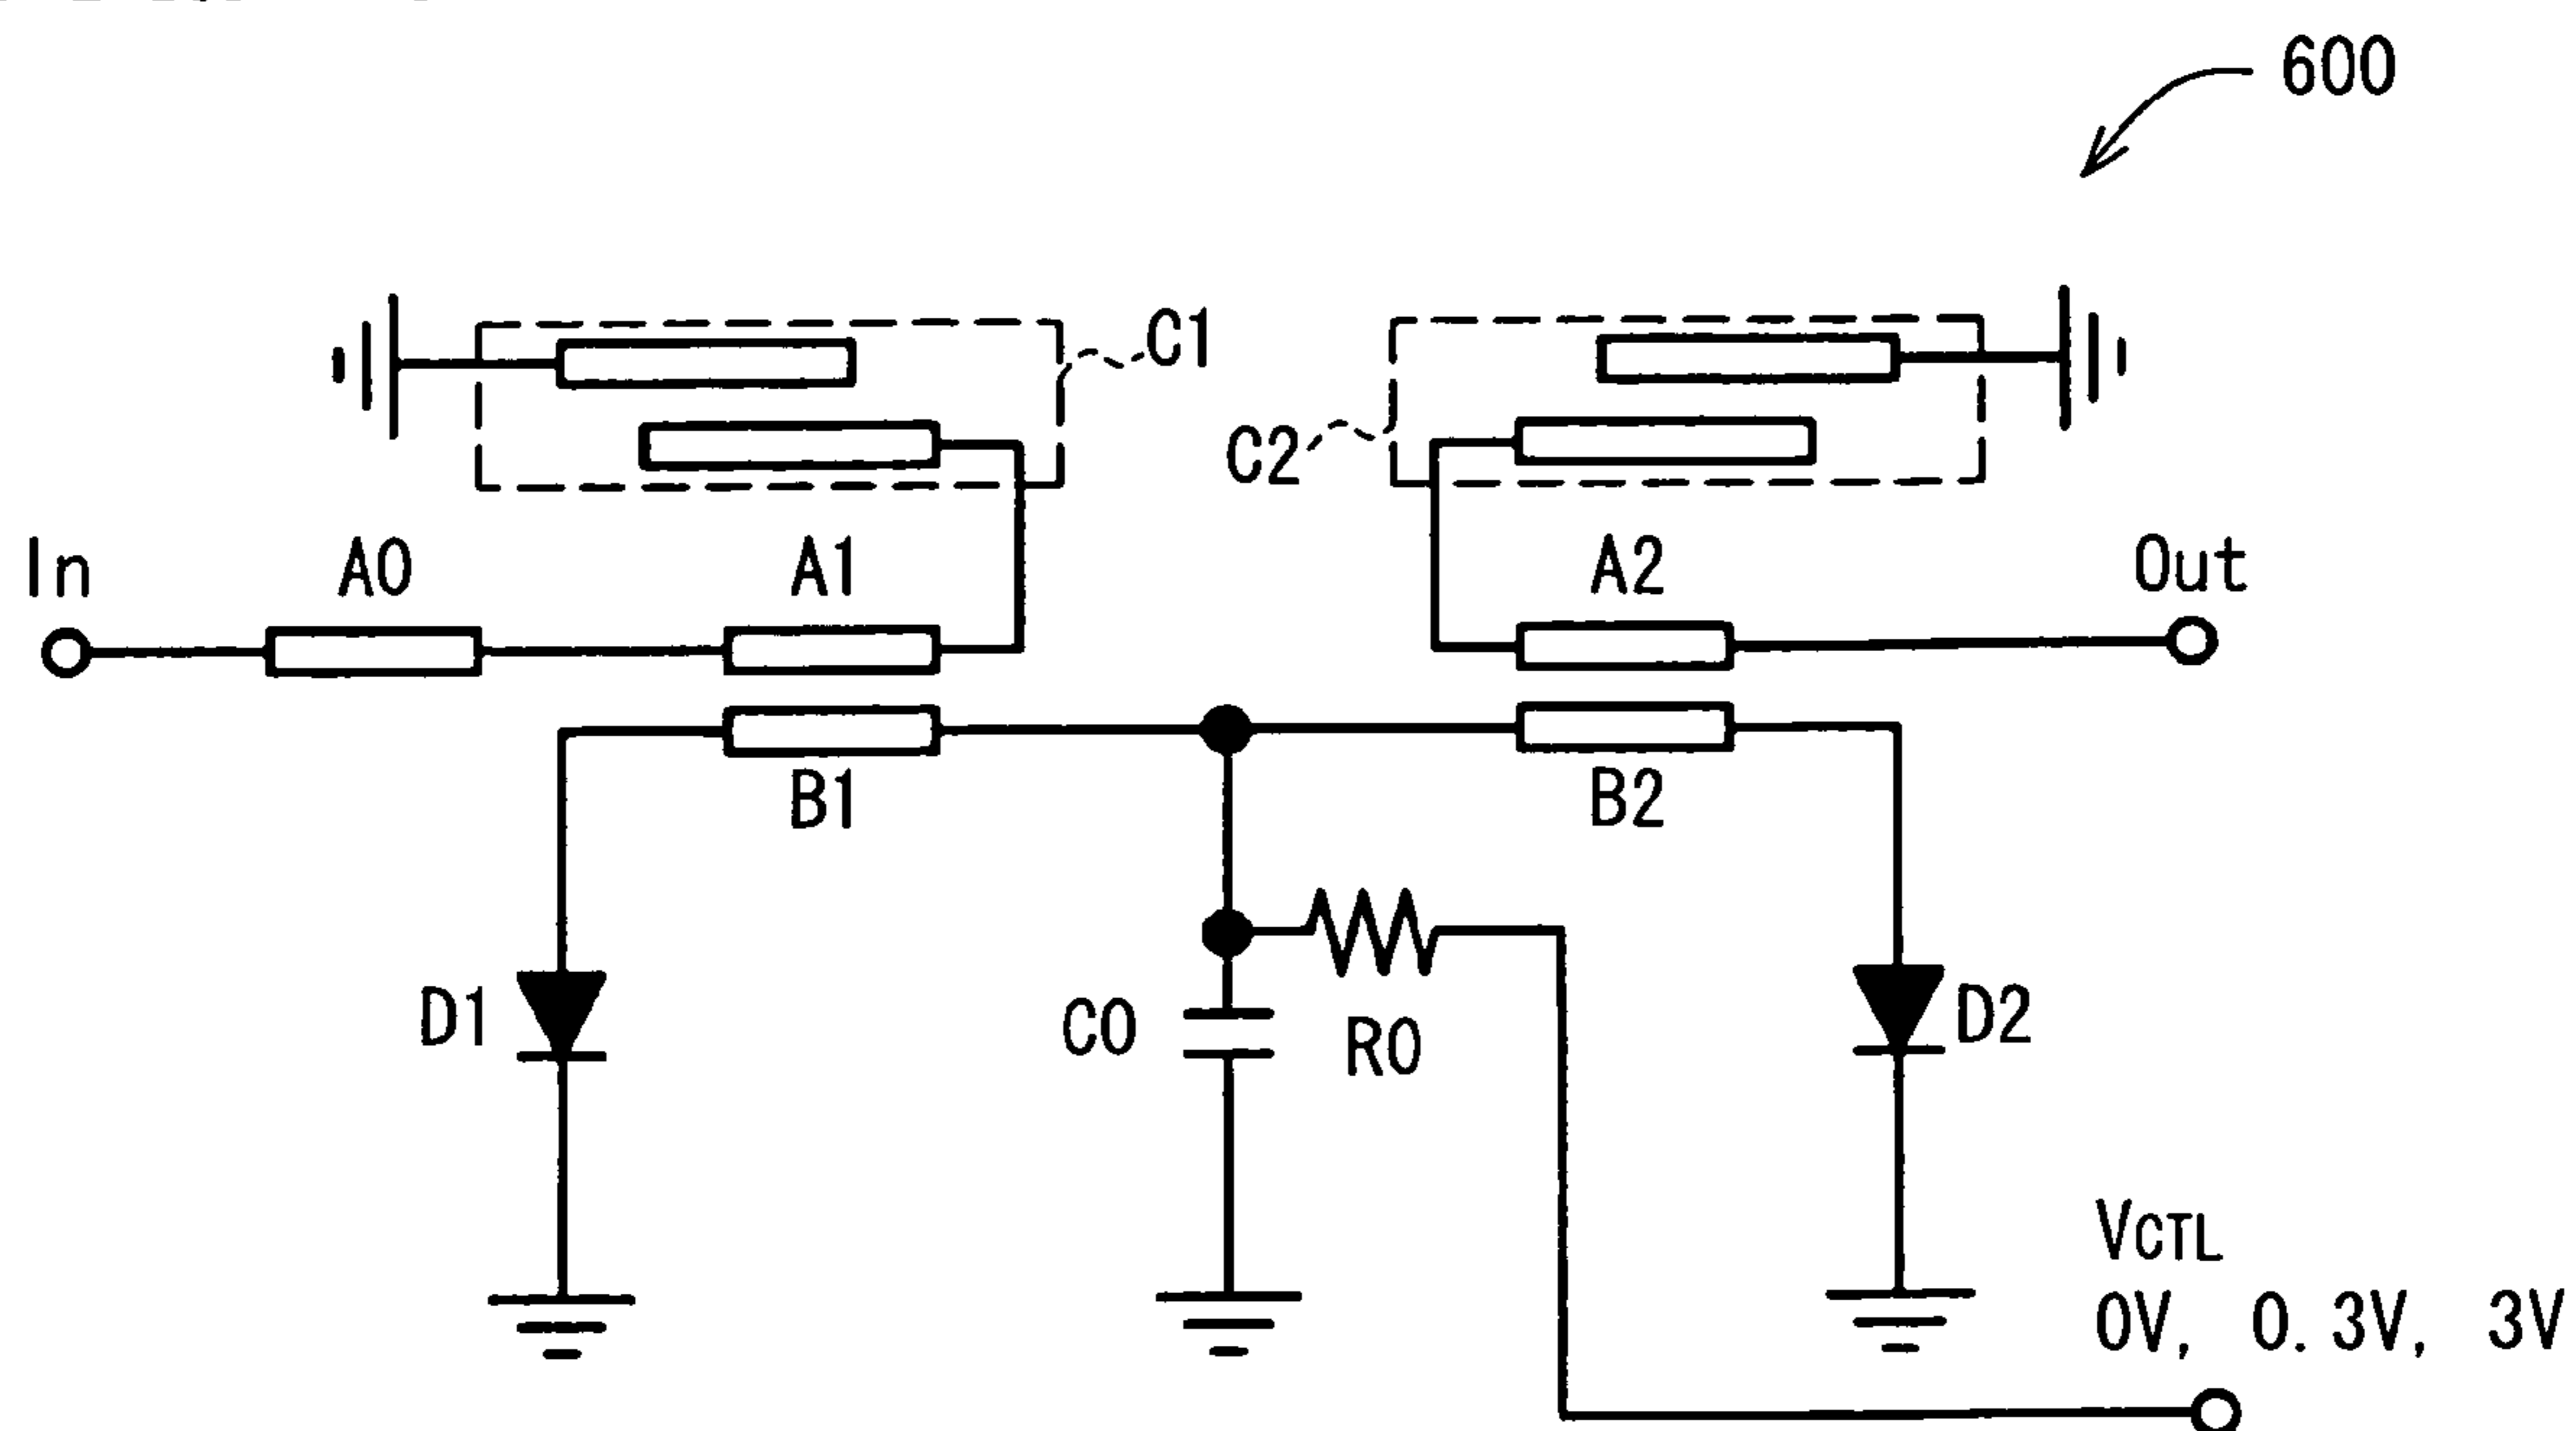 600
C1
C2
In
A0
A1
A2
Out
B1
B2
D1
C0
R0
D2
VCTL
0V, 0.3V, 3V